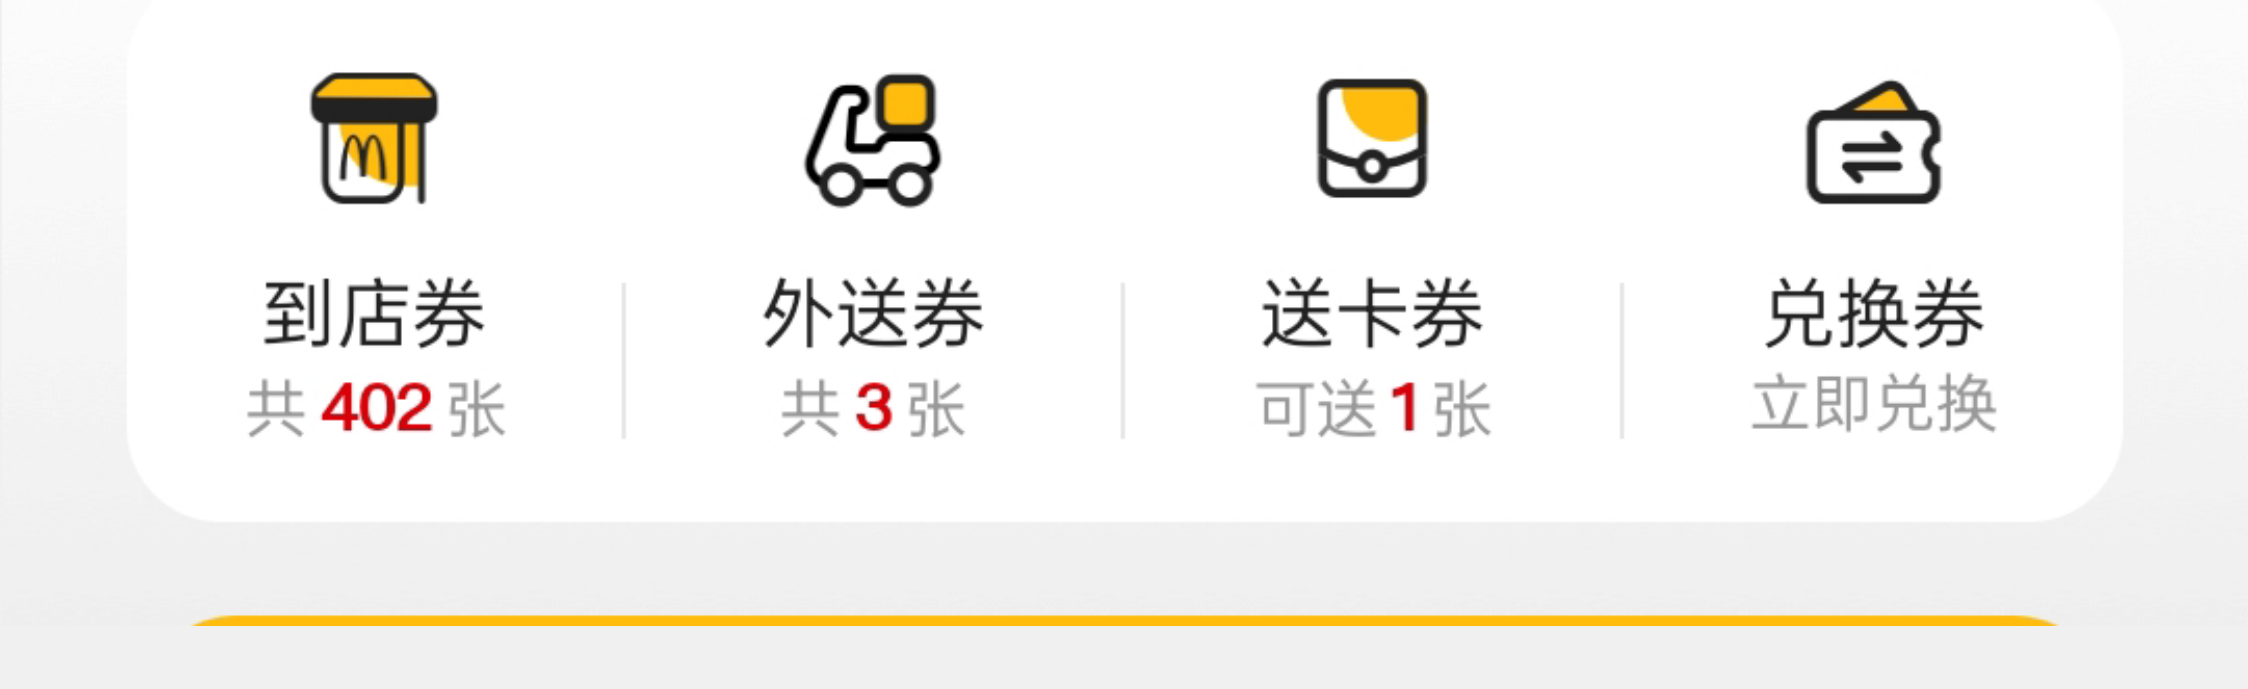 到店券 外送券 送卡券 兑换券
共 402 张 共 3 张 可送 1 张 立即兑换